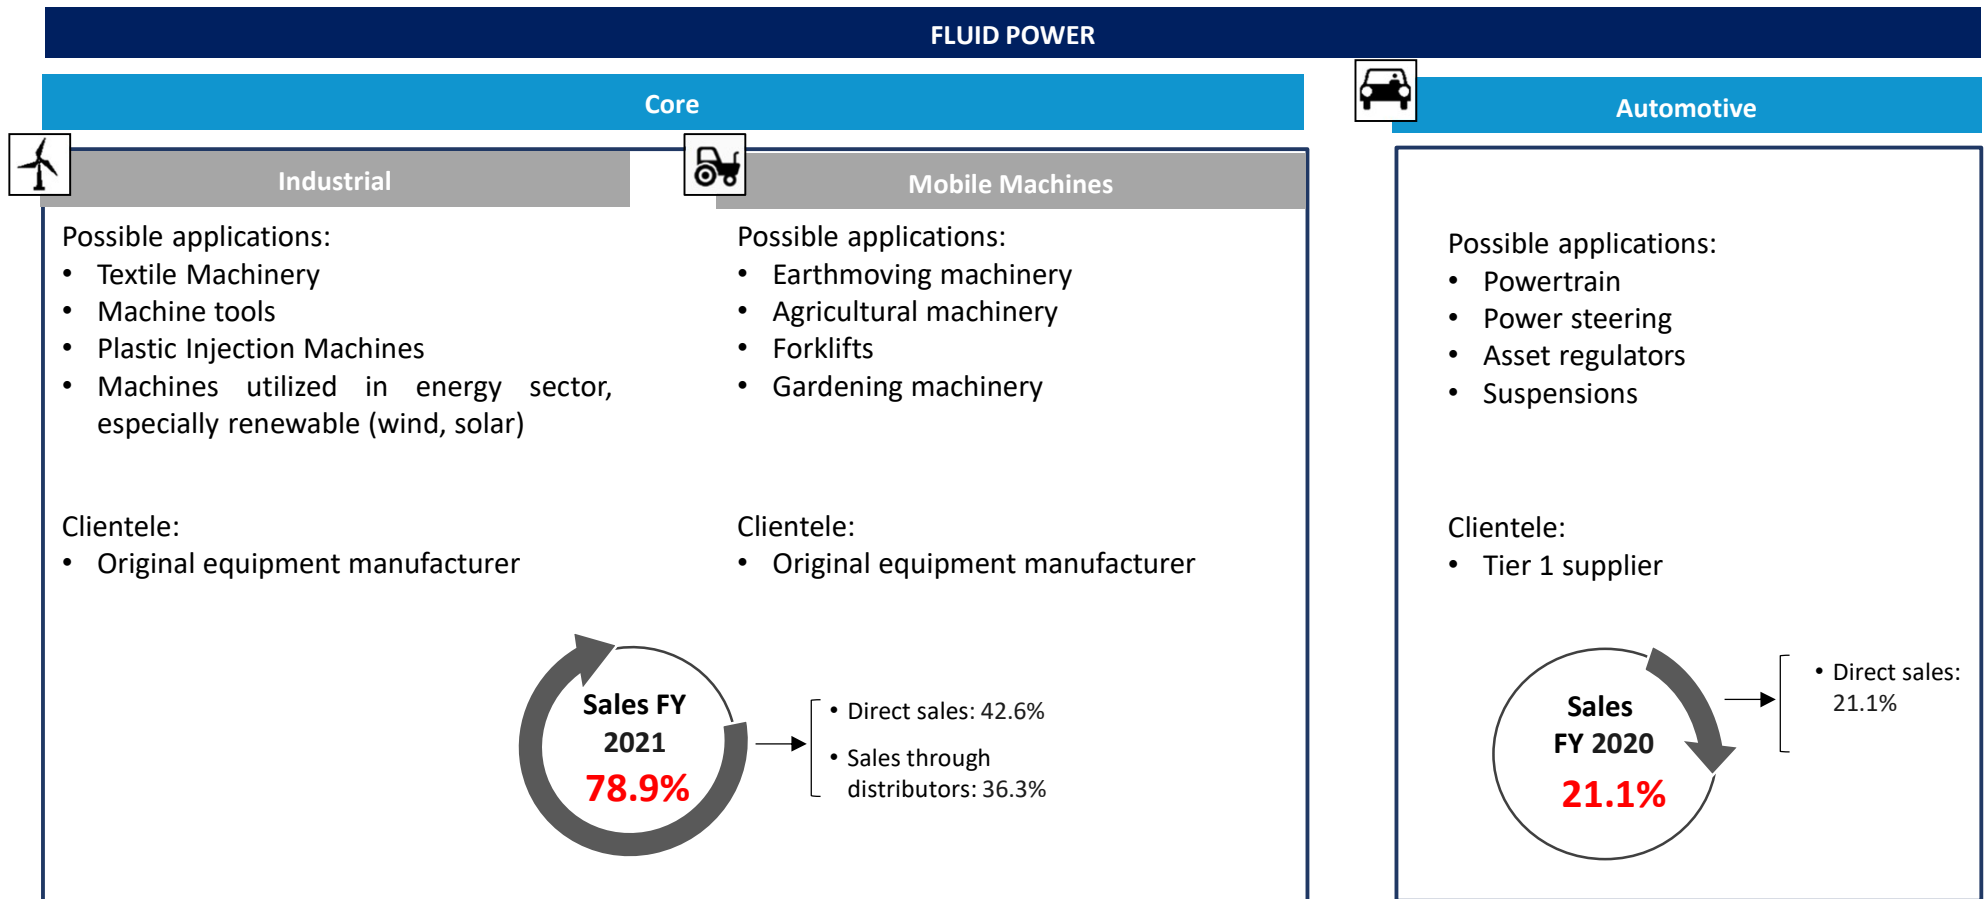 FLUID POWER
Core
Automotive
Industrial
Mobile Machines
Possible applications:
• Textile Machinery
• Machine tools
• Plastic Injection Machines
• Machines utilized in energy sector,
especially renewable (wind, solar)
Clientele:
• Original equipment manufacturer
Possible applications:
• Earthmoving machinery
• Agricultural machinery
• Forklifts
• Gardening machinery
Clientele:
• Original equipment manufacturer
Sales FY
2021
78.9%
• Direct sales: 42.6%
• Sales through
distributors: 36.3%
Possible applications:
• Powertrain
• Power steering
• Asset regulators
• Suspensions
Clientele:
• Tier 1 supplier
Sales
FY 2020
21.1%
• Direct sales:
21.1%